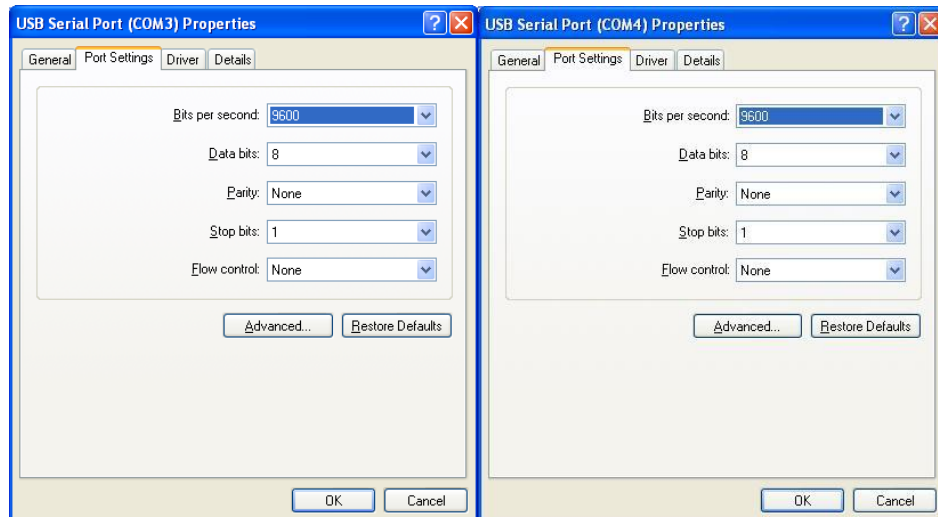 USB Serial Port (COM3) Properties
General Port Settings Driver Details
Bits per second: 9600
Data bits: 8
Parity: None
Stop bits: 1
Flow control: None
Advanced... Restore Defaults
OK Cancel
USB Serial Port (COM4) Properties
General Port Settings Driver Details
Bits per second: 9600
Data bits: 8
Parity: None
Stop bits: 1
Flow control: None
Advanced... Restore Defaults
OK Cancel